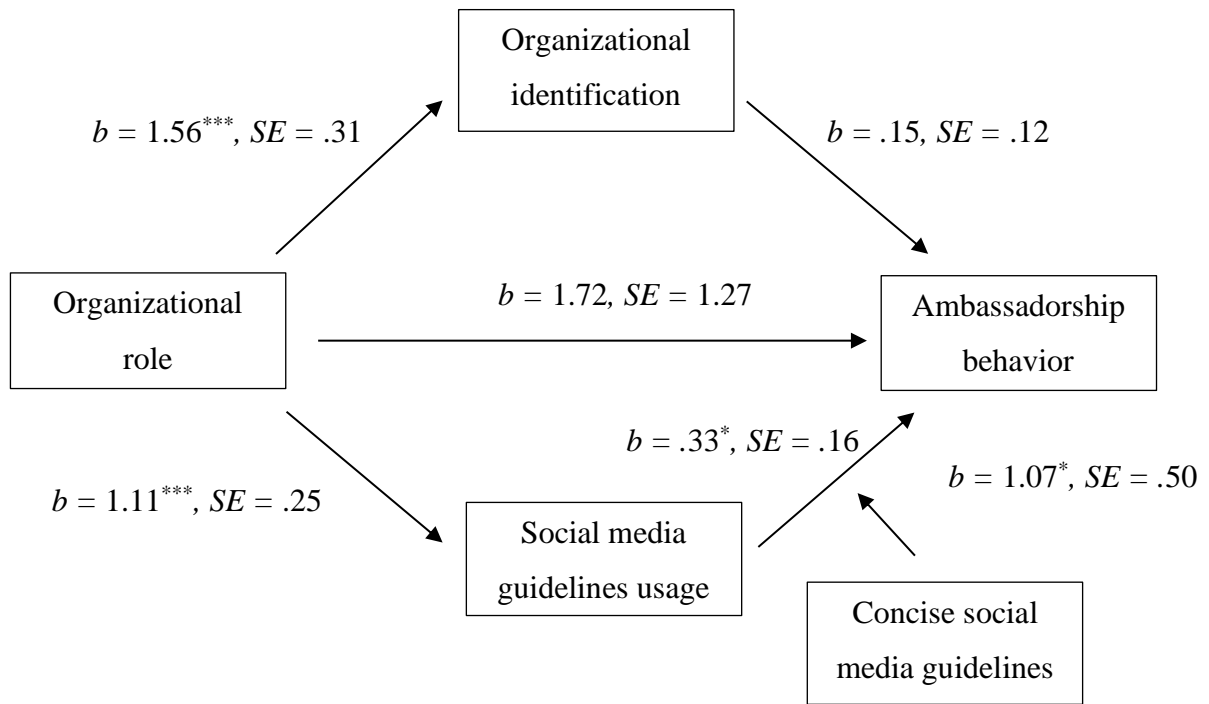 Organizational
identification
b = 1.56***, SE = .31
b = .15, SE = .12
Organizational
role
b = 1.72, SE = 1.27
Ambassadorship
behavior
b = .33*, SE = .16
b = 1.11***, SE = .25
b = 1.07*, SE = .50
Social media
guidelines usage
Concise social
media guidelines